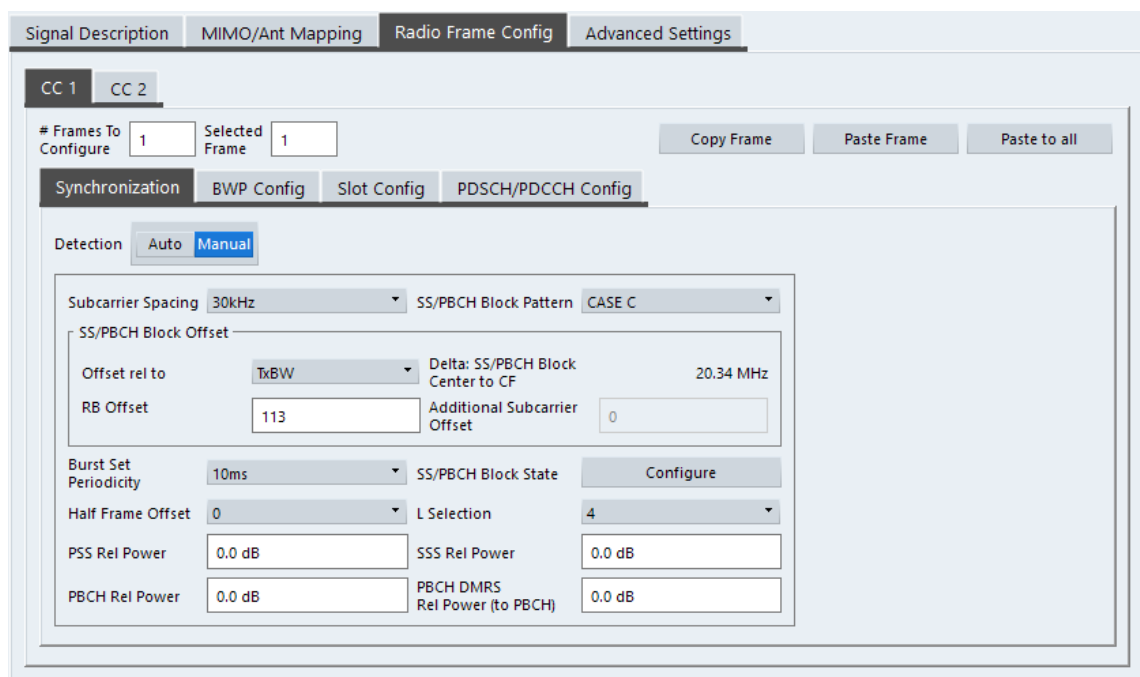 Signal Description MIMO/Ant Mapping Radio Frame Config Advanced Settings
CC 1 CC 2
# Frames To
Configure
1
Selected
Frame
1
Copy Frame Paste Frame Paste to all
Synchronization BWP Config Slot Config PDSCH/PDCCH Config
Detection Auto Manual
Subcarrier Spacing 30kHz SS/PBCH Block Pattern CASE C
SS/PBCH Block Offset
Offset rel to TxBW
Delta: SS/PBCH Block
Center to CF
20.34 MHz
RB Offset 113
Additional Subcarrier
Offset
0
Burst Set
Periodicity
10ms SS/PBCH Block State Configure
Half Frame Offset 0 L Selection 4
PSS Rel Power 0.0 dB SSS Rel Power 0.0 dB
PBCH Rel Power 0.0 dB
PBCH DMRS
Rel Power (to PBCH)
0.0 dB